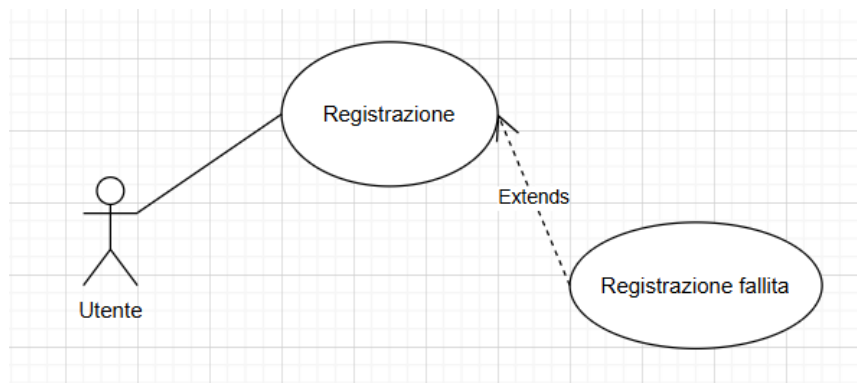 Registrazione
Extends
Registrazione fallita
Utente